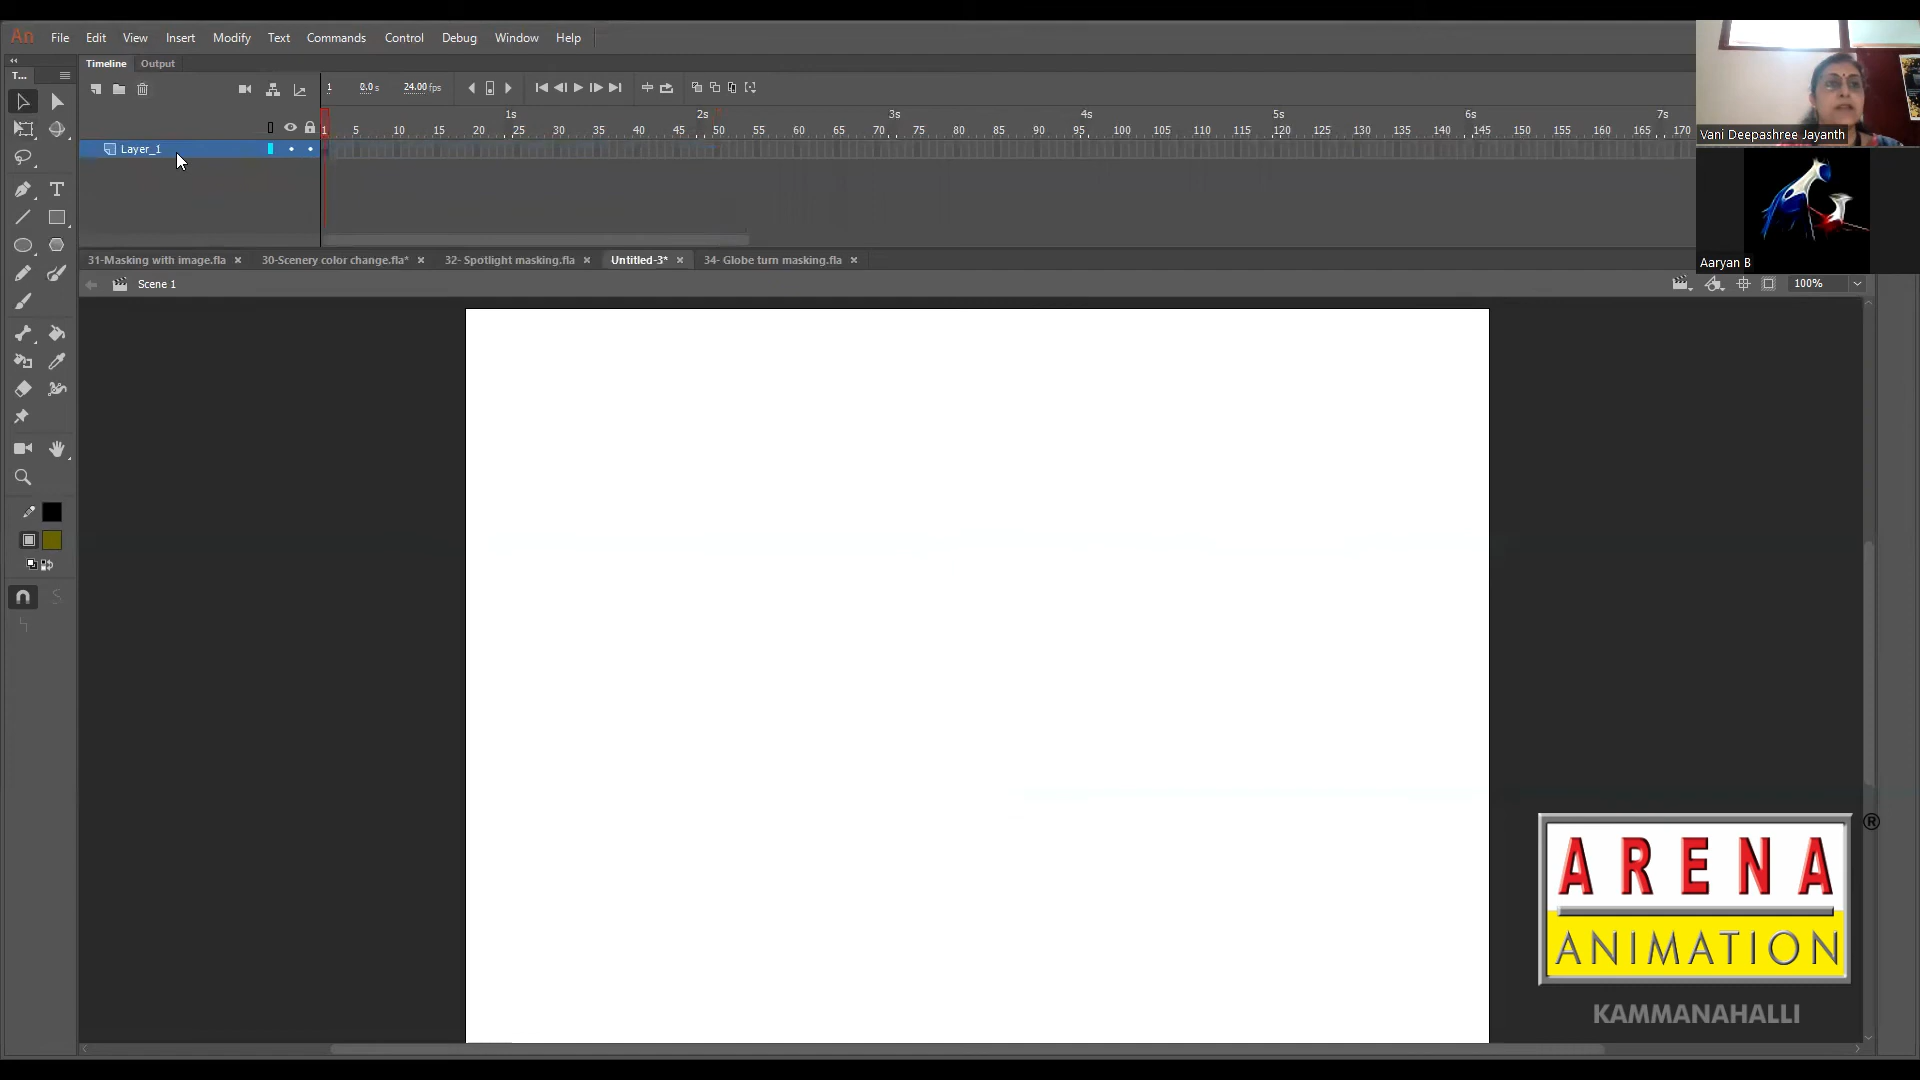 An File Edit View Insert Modify Text Commands Control Debug Window Help
Timeline Output
T...
1 0.0 s 24.00 fps
1s 2s 3s 4s 5s 6s 7s
1 5 10 15 20 25 30 35 40 45 50 55 60 65 70 75 80 85 90 95 100 105 110 115 120 125 130 135 140 145 150 155 160 165 170
Layer_1
Vani Deepashree Jayanth
Aaryan B
31-Masking with image.fla 30-Scenery color change.fla* 32- Spotlight masking.fla Untitled-3* 34- Globe turn masking.fla
Scene 1 100%
ARENA ®
ANIMATION
KAMMANAHALLI